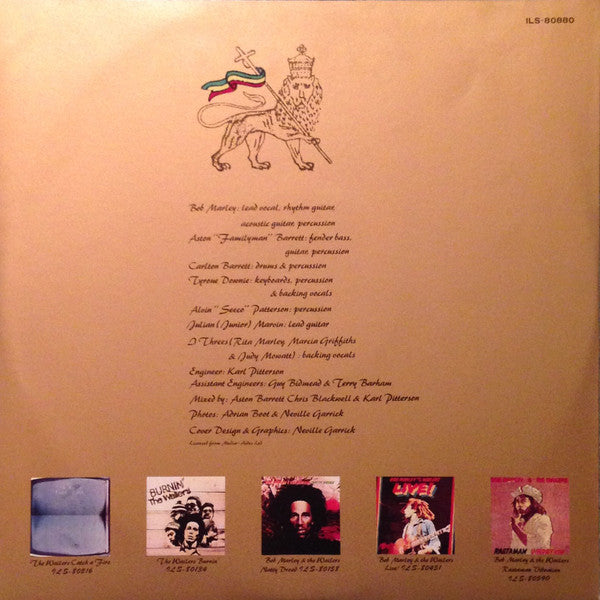 ILS-80880
Bob Marley: lead vocal, rhythm guitar,
acoustic guitar, percussion
Aston "Familyman" Barrett: fender bass,
guitar, percussion
Carlton Barrett: drums & percussion
Tyrone Downie: keyboards, percussion
& backing vocals
Alvin "Seeco" Patterson: percussion
Julian (Junior) Marvin: lead guitar
I Threes (Rita Marley, Marcia Griffiths
& Judy Mowatt): backing vocals
Engineer: Karl Pitterson
Assistant Engineers: Guy Bidmead & Terry Barham
Mixed by: Aston Barrett Chris Blackwell & Karl Pitterson
Photos: Adrian Boot & Neville Garrick
Cover Design & Graphics: Neville Garrick
BURNIN'
The Wailers
LIVE!
RASTAMAN
The Wailers Catch a Fire
ILS-80216
The Wailers Burnin'
ILS-80134
Bob Marley & the Wailers
Natty Dread ILS-80158
Bob Marley & the Wailers
Live! ILS-80431
Bob Marley & the Wailers
Rastaman Vibration
ILS-80590